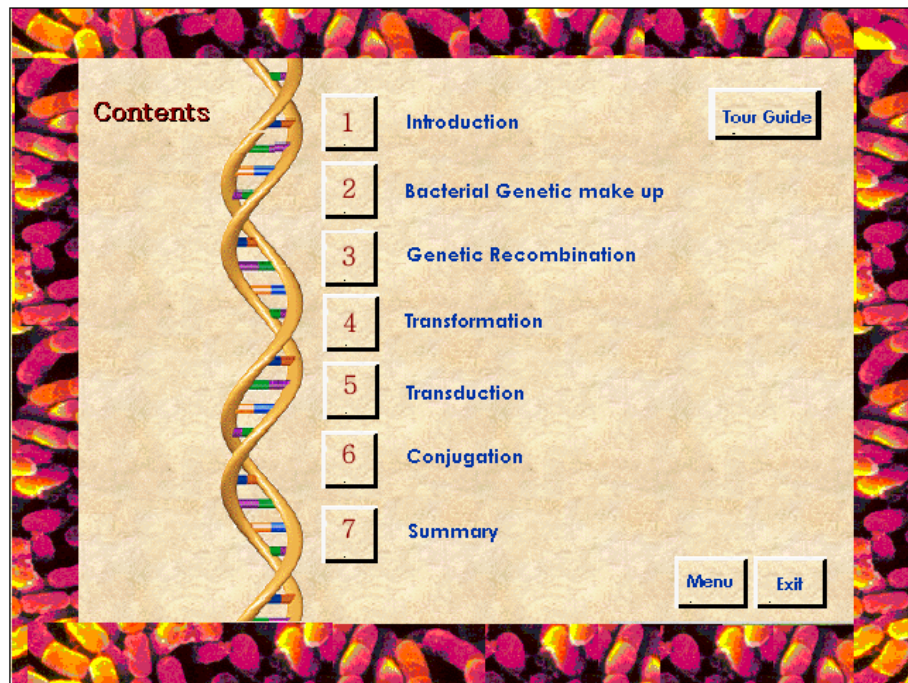 Contents
Tour Guide
1 Introduction
2 Bacterial Genetic make up
3 Genetic Recombination
4 Transformation
5 Transduction
6 Conjugation
7 Summary
Menu
Exit